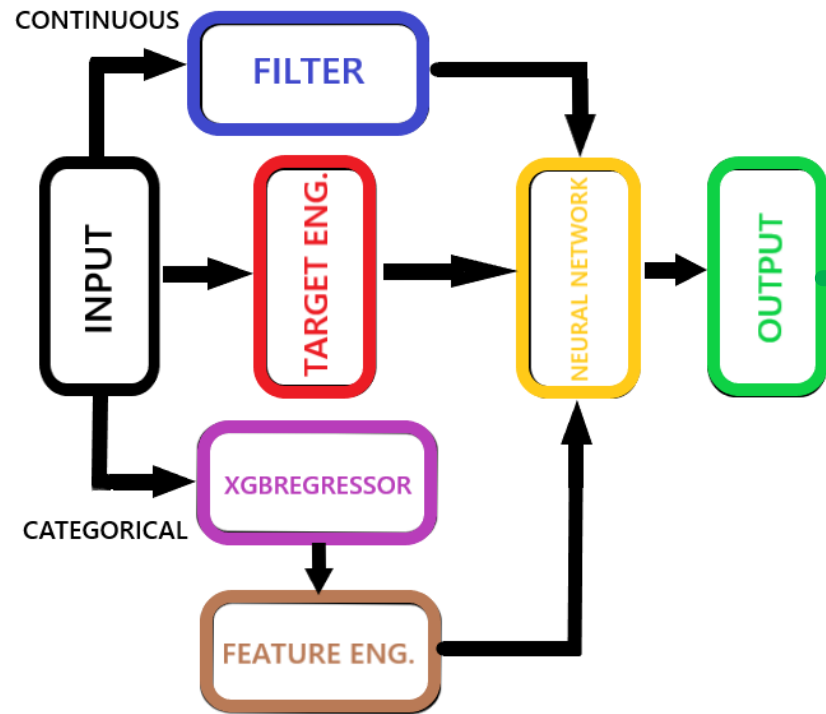 CONTINUOUS
FILTER
INPUT
TARGET ENG.
NEURAL NETWORK
OUTPUT
XGBREGRESSOR
CATEGORICAL
FEATURE ENG.